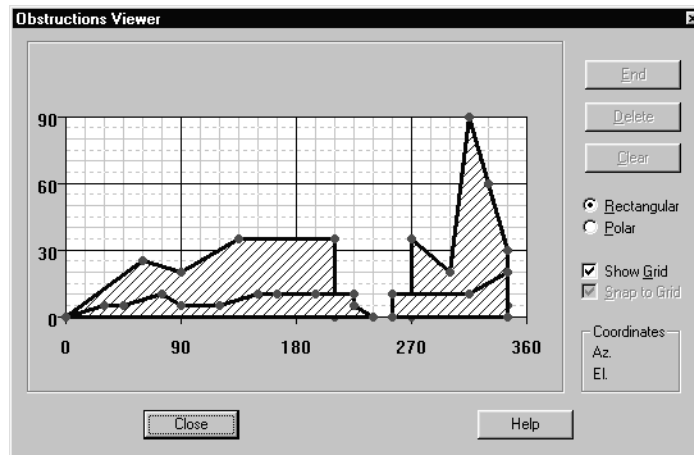 Obstructions Viewer
90
60
30
0
0 90 180 270 360
End
Delete
Clear
Rectangular
Polar
Show Grid
Snap to Grid
Coordinates
Az.
El.
Close
Help